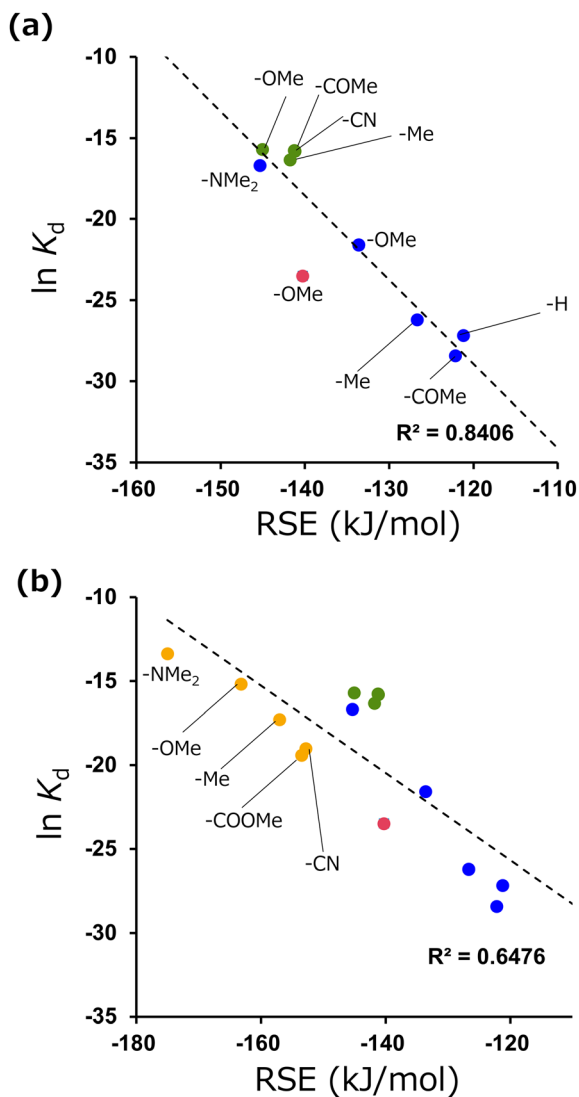 (a)
-10
-15
-20
-25
-30
-35
ln Kd
-OMe
-COMe
-CN
-Me
-NMe2
-OMe
-OMe
-H
-Me
-COMe
R² = 0.8406
-160 -150 -140 -130 -120 -110
RSE (kJ/mol)
(b)
-10
-15
-20
-25
-30
-35
ln Kd
-NMe2
-OMe
-Me
-COOMe
-CN
R² = 0.6476
-180 -160 -140 -120
RSE (kJ/mol)